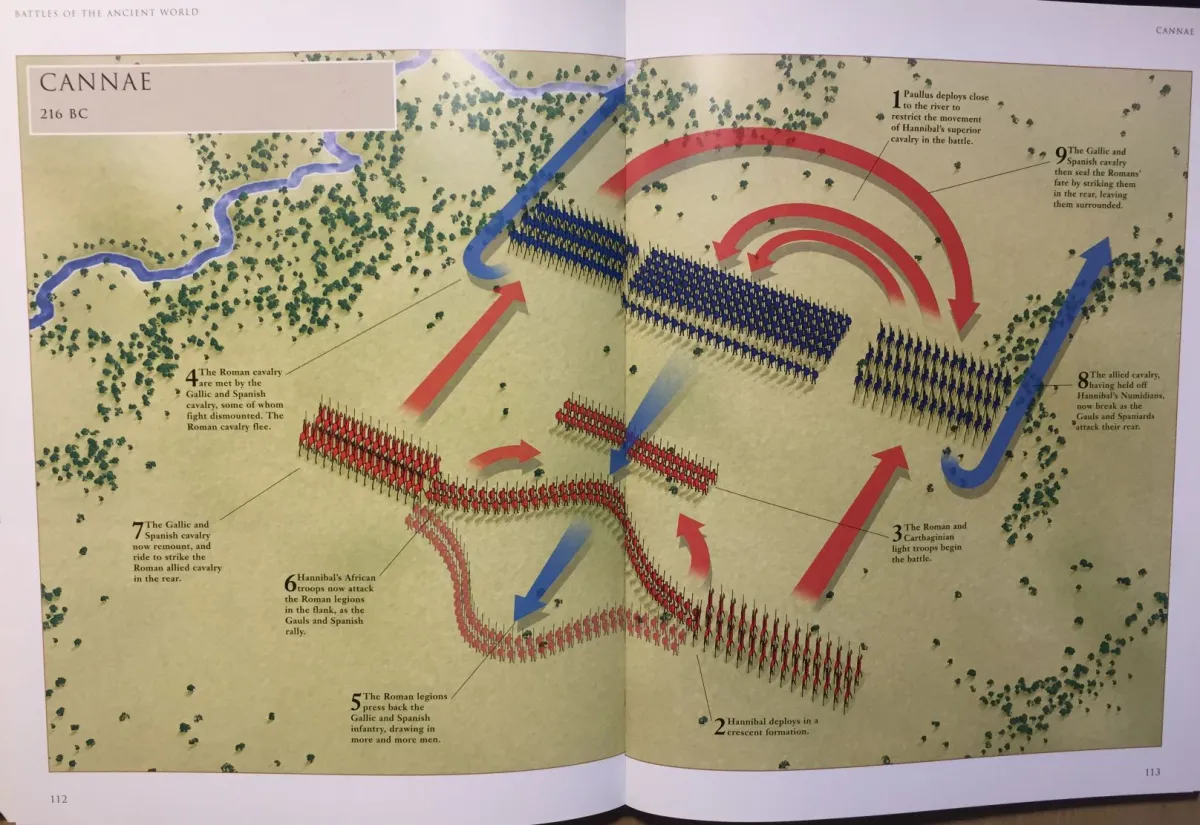 BATTLES OF THE ANCIENT WORLD
CANNAE
CANNAE
216 BC
1 Paullus deploys close
to the river to
restrict the movement
of Hannibal's superior
cavalry in the battle.
9 The Gallic and
Spanish cavalry
then seal the Romans'
fate by striking them
in the rear, leaving
them surrounded.
4 The Roman cavalry
are met by the
Gallic and Spanish
cavalry, some of whom
fight dismounted. The
Roman cavalry flee.
8 The allied cavalry,
having held off
Hannibal's Numidians,
now break as the
Gauls and Spaniards
attack their rear.
7 The Gallic and
Spanish cavalry
now remount, and
ride to strike the
Roman allied cavalry
in the rear.
3 The Roman and
Carthaginian
light troops begin
the battle.
6 Hannibal's African
troops now attack
the Roman legions
in the flank, as the
Gauls and Spanish
rally.
5 The Roman legions
press back the
Gallic and Spanish
infantry, drawing in
more and more men.
2 Hannibal deploys in a
crescent formation.
112
113